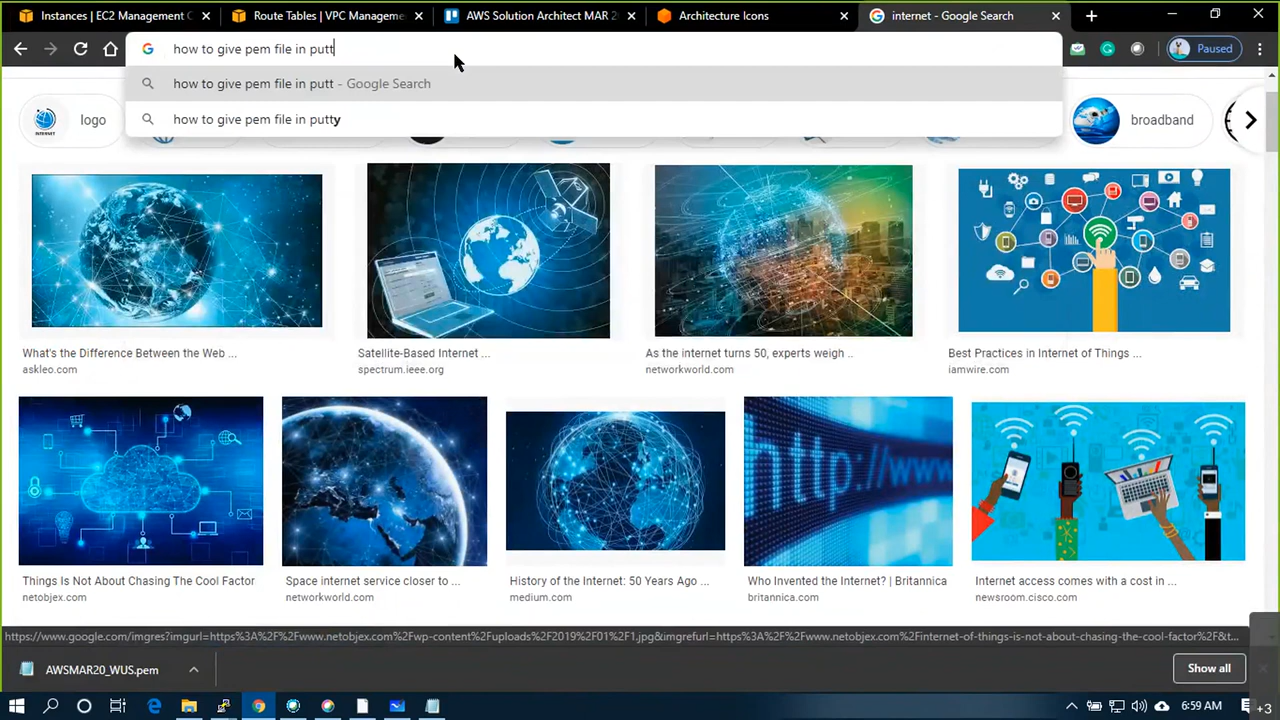 Instances | EC2 Management C
Route Tables | VPC Manageme
AWS Solution Architect MAR 2
Architecture Icons
internet - Google Search
how to give pem file in putt
Paused
how to give pem file in putt - Google Search
how to give pem file in putty
logo
broadband
What's the Difference Between the Web ...
askleo.com
Satellite-Based Internet ...
spectrum.ieee.org
As the internet turns 50, experts weigh ..
networkworld.com
Best Practices in Internet of Things ...
iamwire.com
http://www
Things Is Not About Chasing The Cool Factor
netobjex.com
Space internet service closer to ...
networkworld.com
History of the Internet: 50 Years Ago ...
medium.com
Who Invented the Internet? | Britannica
britannica.com
Internet access comes with a cost in ...
newsroom.cisco.com
https://www.google.com/imgres?imgurl=https%3A%2F%2Fwww.netobjex.com%2Fwp-content%2Fuploads%2F2019%2F01%2F1.jpg&imgrefurl=https%3A%2F%2Fwww.netobjex.com%2Finternet-of-things-is-not-about-chasing-the-cool-factor%2F&t...
AWSMAR20_WUS.pem
Show all
6:59 AM
+3